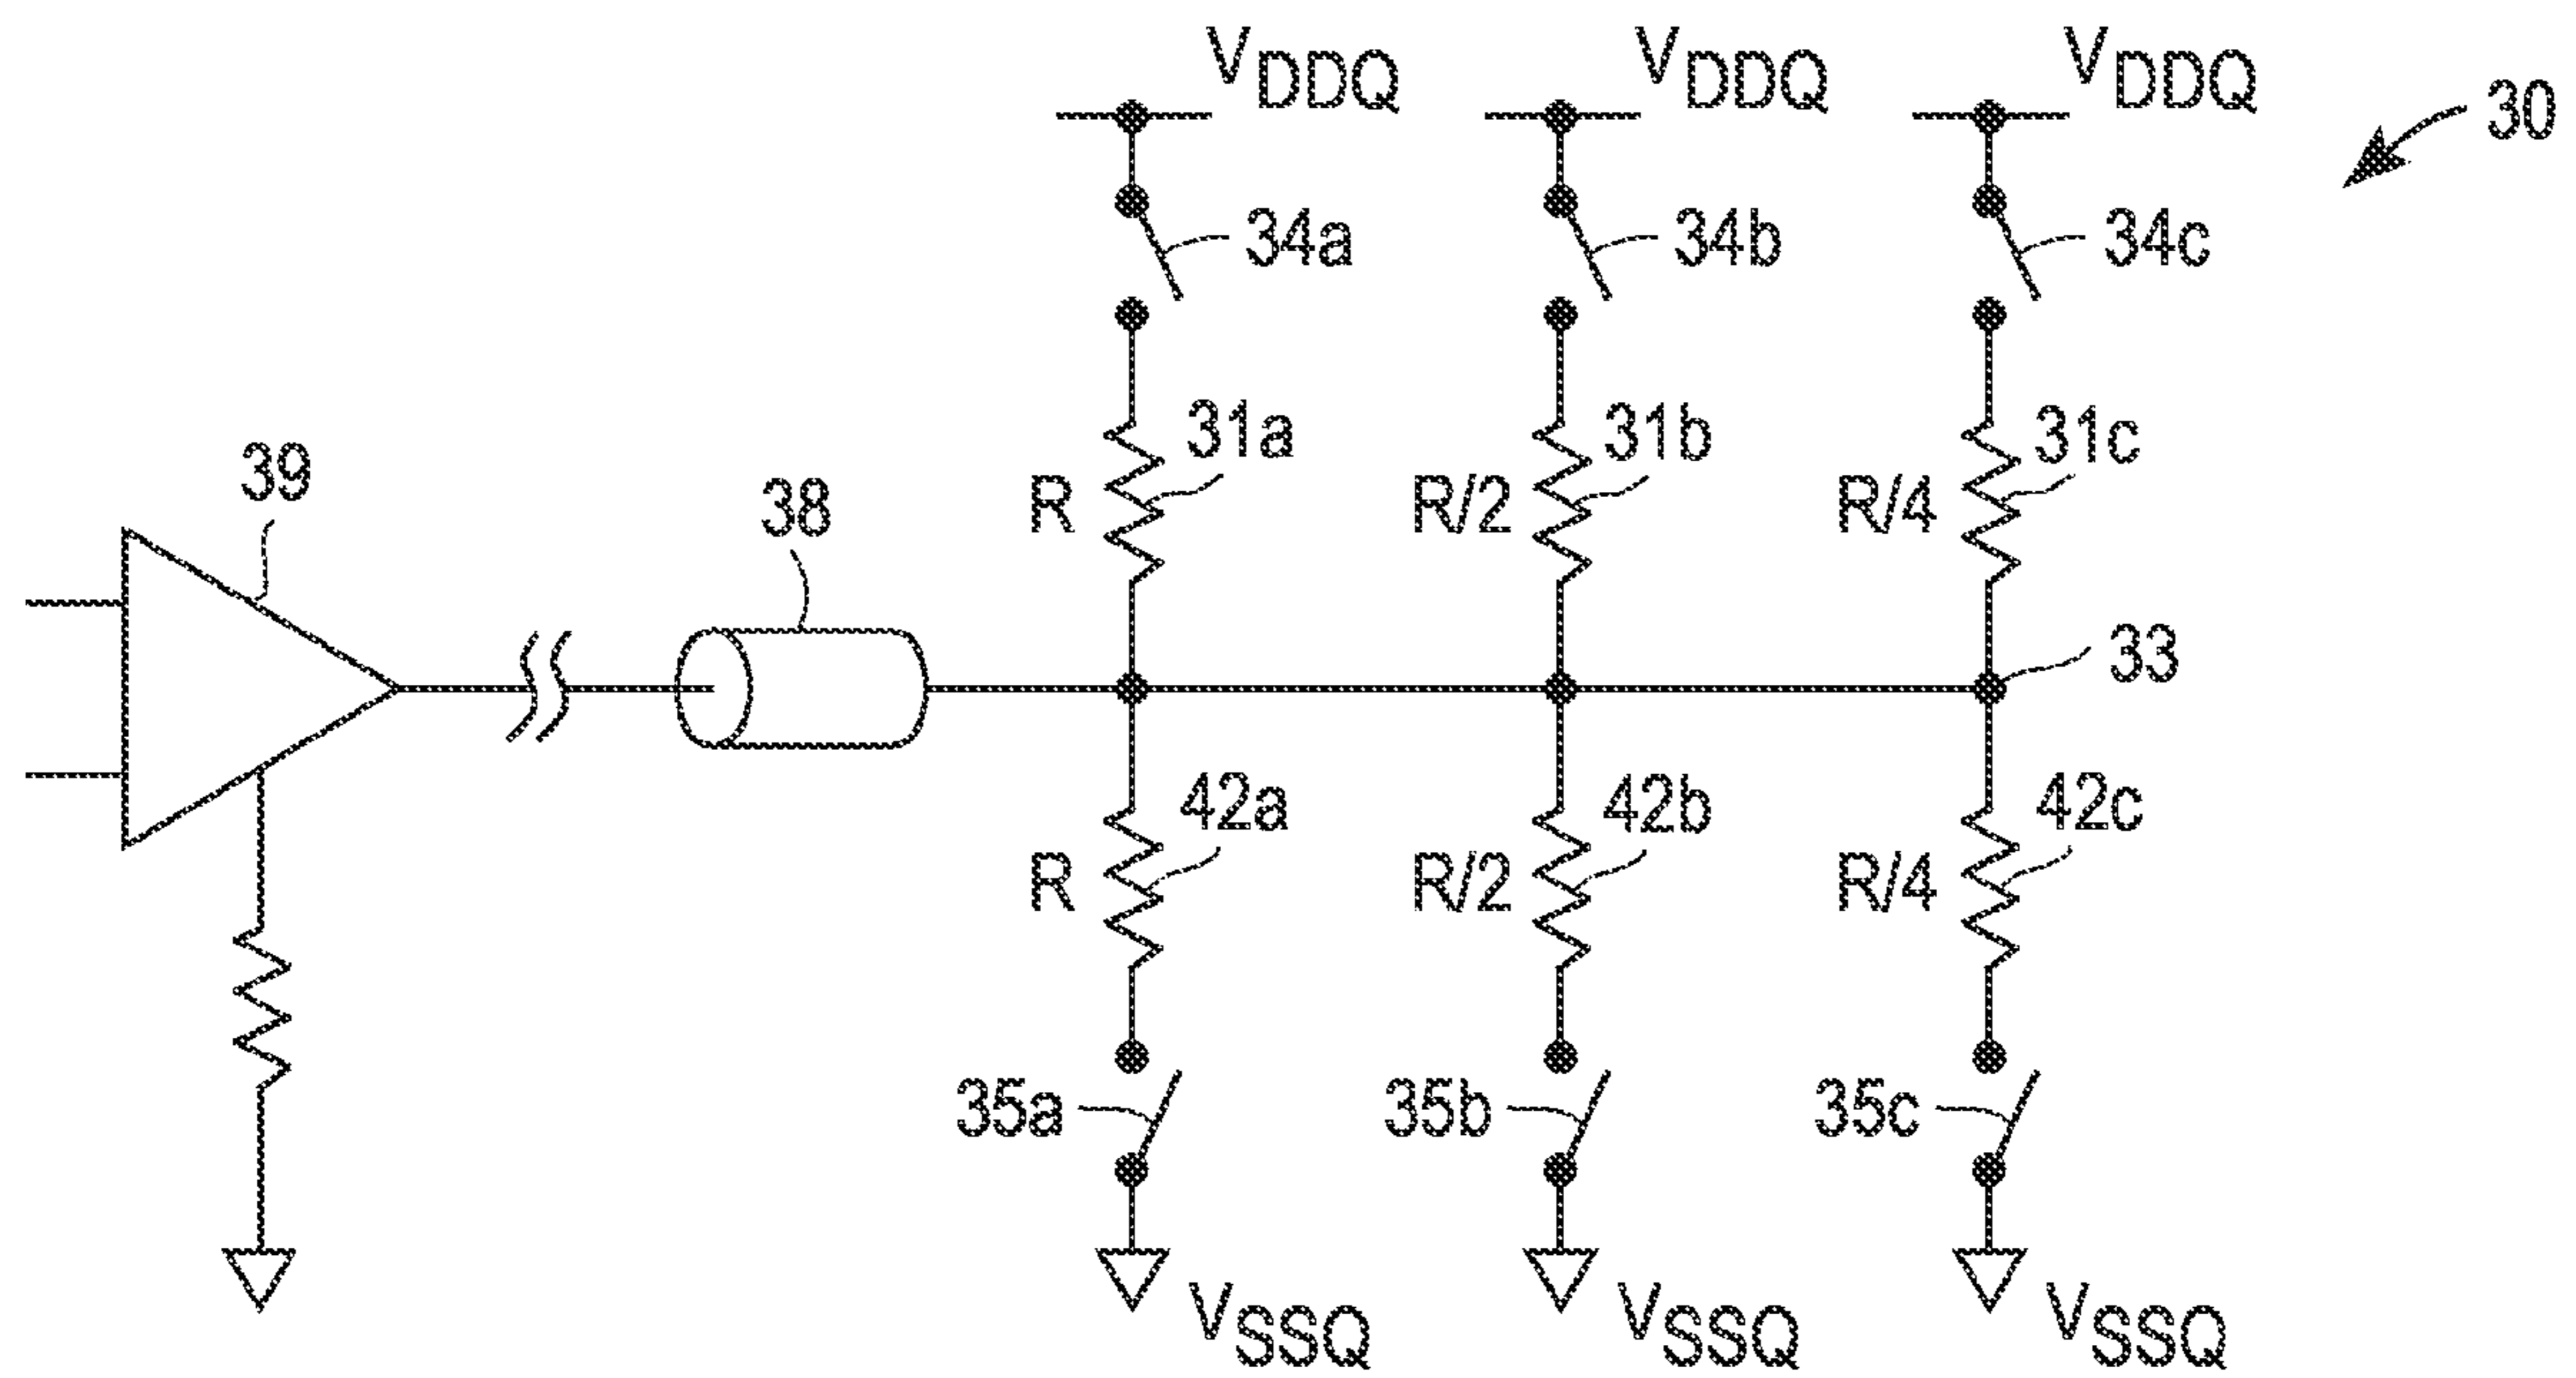 VDDQ VDDQ VDDQ
30
34a 34b 34c
31a 31b 31c
39
38
R R/2 R/4
33
42a 42b 42c
R R/2 R/4
35a 35b 35c
VSSQ VSSQ VSSQ